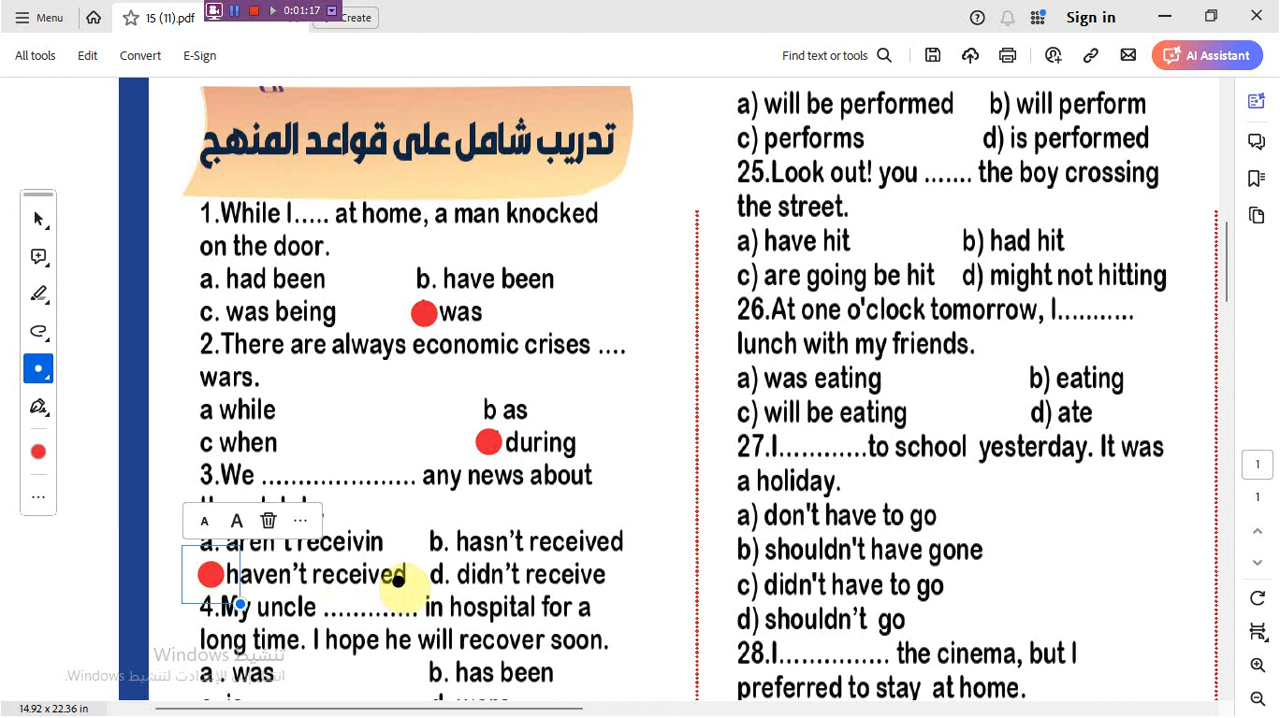 Menu
15 (11).pdf
0:01:17
Create
Sign in
All tools
Edit
Convert
E-Sign
Find text or tools
AI Assistant
تدريب شامل على قواعد المنهج
1.While I..... at home, a man knocked
on the door.
a. had been b. have been
c. was being was
2.There are always economic crises ....
wars.
a while b as
c when during
3.We ..................... any news about
A A ...
a. aren't receivin b. hasn't received
haven't received d. didn't receive
4.My uncle ............. in hospital for a
long time. I hope he will recover soon.
a . was b. has been
a) will be performed b) will perform
c) performs d) is performed
25.Look out! you ....... the boy crossing
the street.
a) have hit b) had hit
c) are going be hit d) might not hitting
26.At one o'clock tomorrow, I...........
lunch with my friends.
a) was eating b) eating
c) will be eating d) ate
27.I............to school yesterday. It was
a holiday.
a) don't have to go
b) shouldn't have gone
c) didn't have to go
d) shouldn't go
28.I............... the cinema, but I
preferred to stay at home.
تنشيط Windows
لتنشيط Windows.
1
1
14.92 x 22.36 in